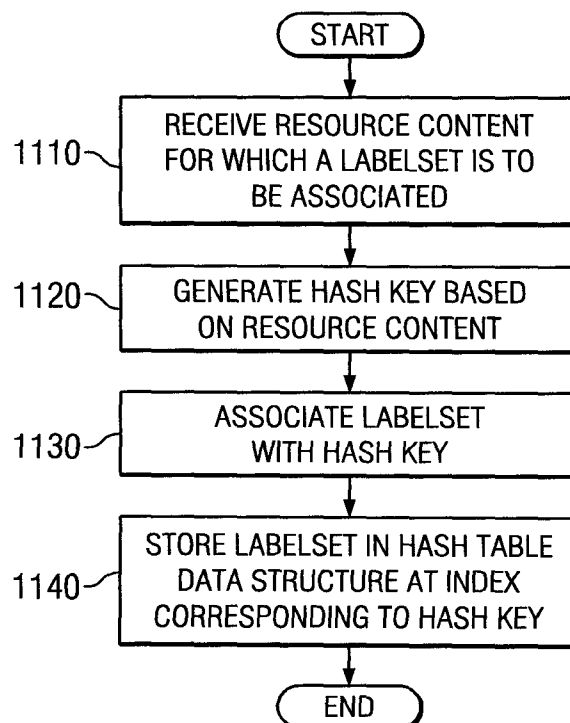 START
1110
RECEIVE RESOURCE CONTENT
FOR WHICH A LABELSET IS TO
BE ASSOCIATED
1120
GENERATE HASH KEY BASED
ON RESOURCE CONTENT
1130
ASSOCIATE LABELSET
WITH HASH KEY
1140
STORE LABELSET IN HASH TABLE
DATA STRUCTURE AT INDEX
CORRESPONDING TO HASH KEY
END